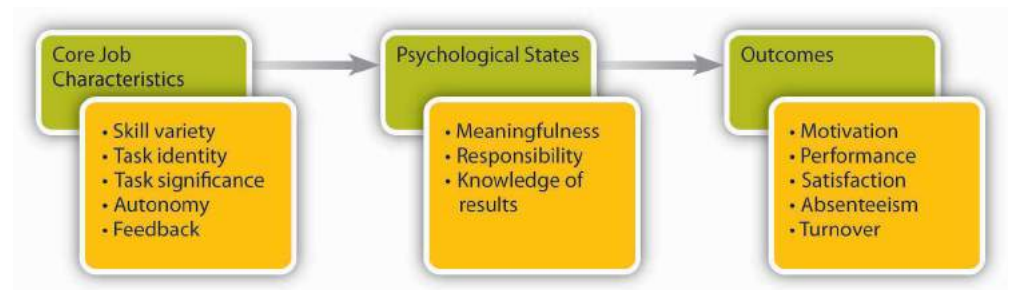 Core Job
Characteristics
• Skill variety
• Task identity
• Task significance
• Autonomy
• Feedback
Psychological States
• Meaningfulness
• Responsibility
• Knowledge of
results
Outcomes
• Motivation
• Performance
• Satisfaction
• Absenteeism
• Turnover